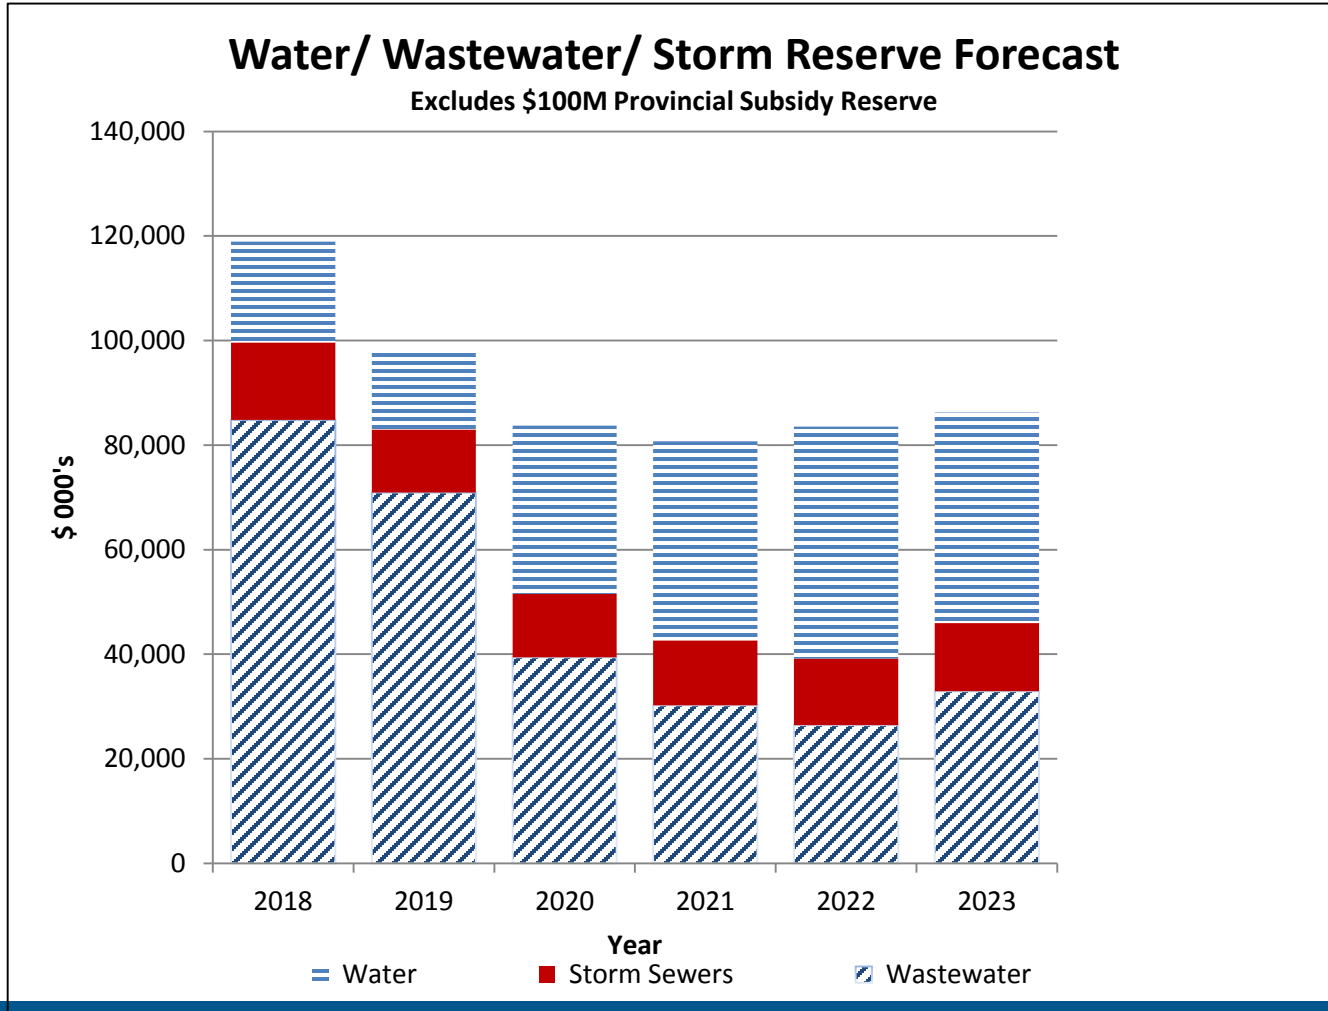 Water/ Wastewater/ Storm Reserve Forecast
Excludes $100M Provincial Subsidy Reserve
140,000
120,000
100,000
80,000
60,000
40,000
20,000
0
$ 000's
2018 2019 2020 2021 2022 2023
Year
Water Storm Sewers Wastewater